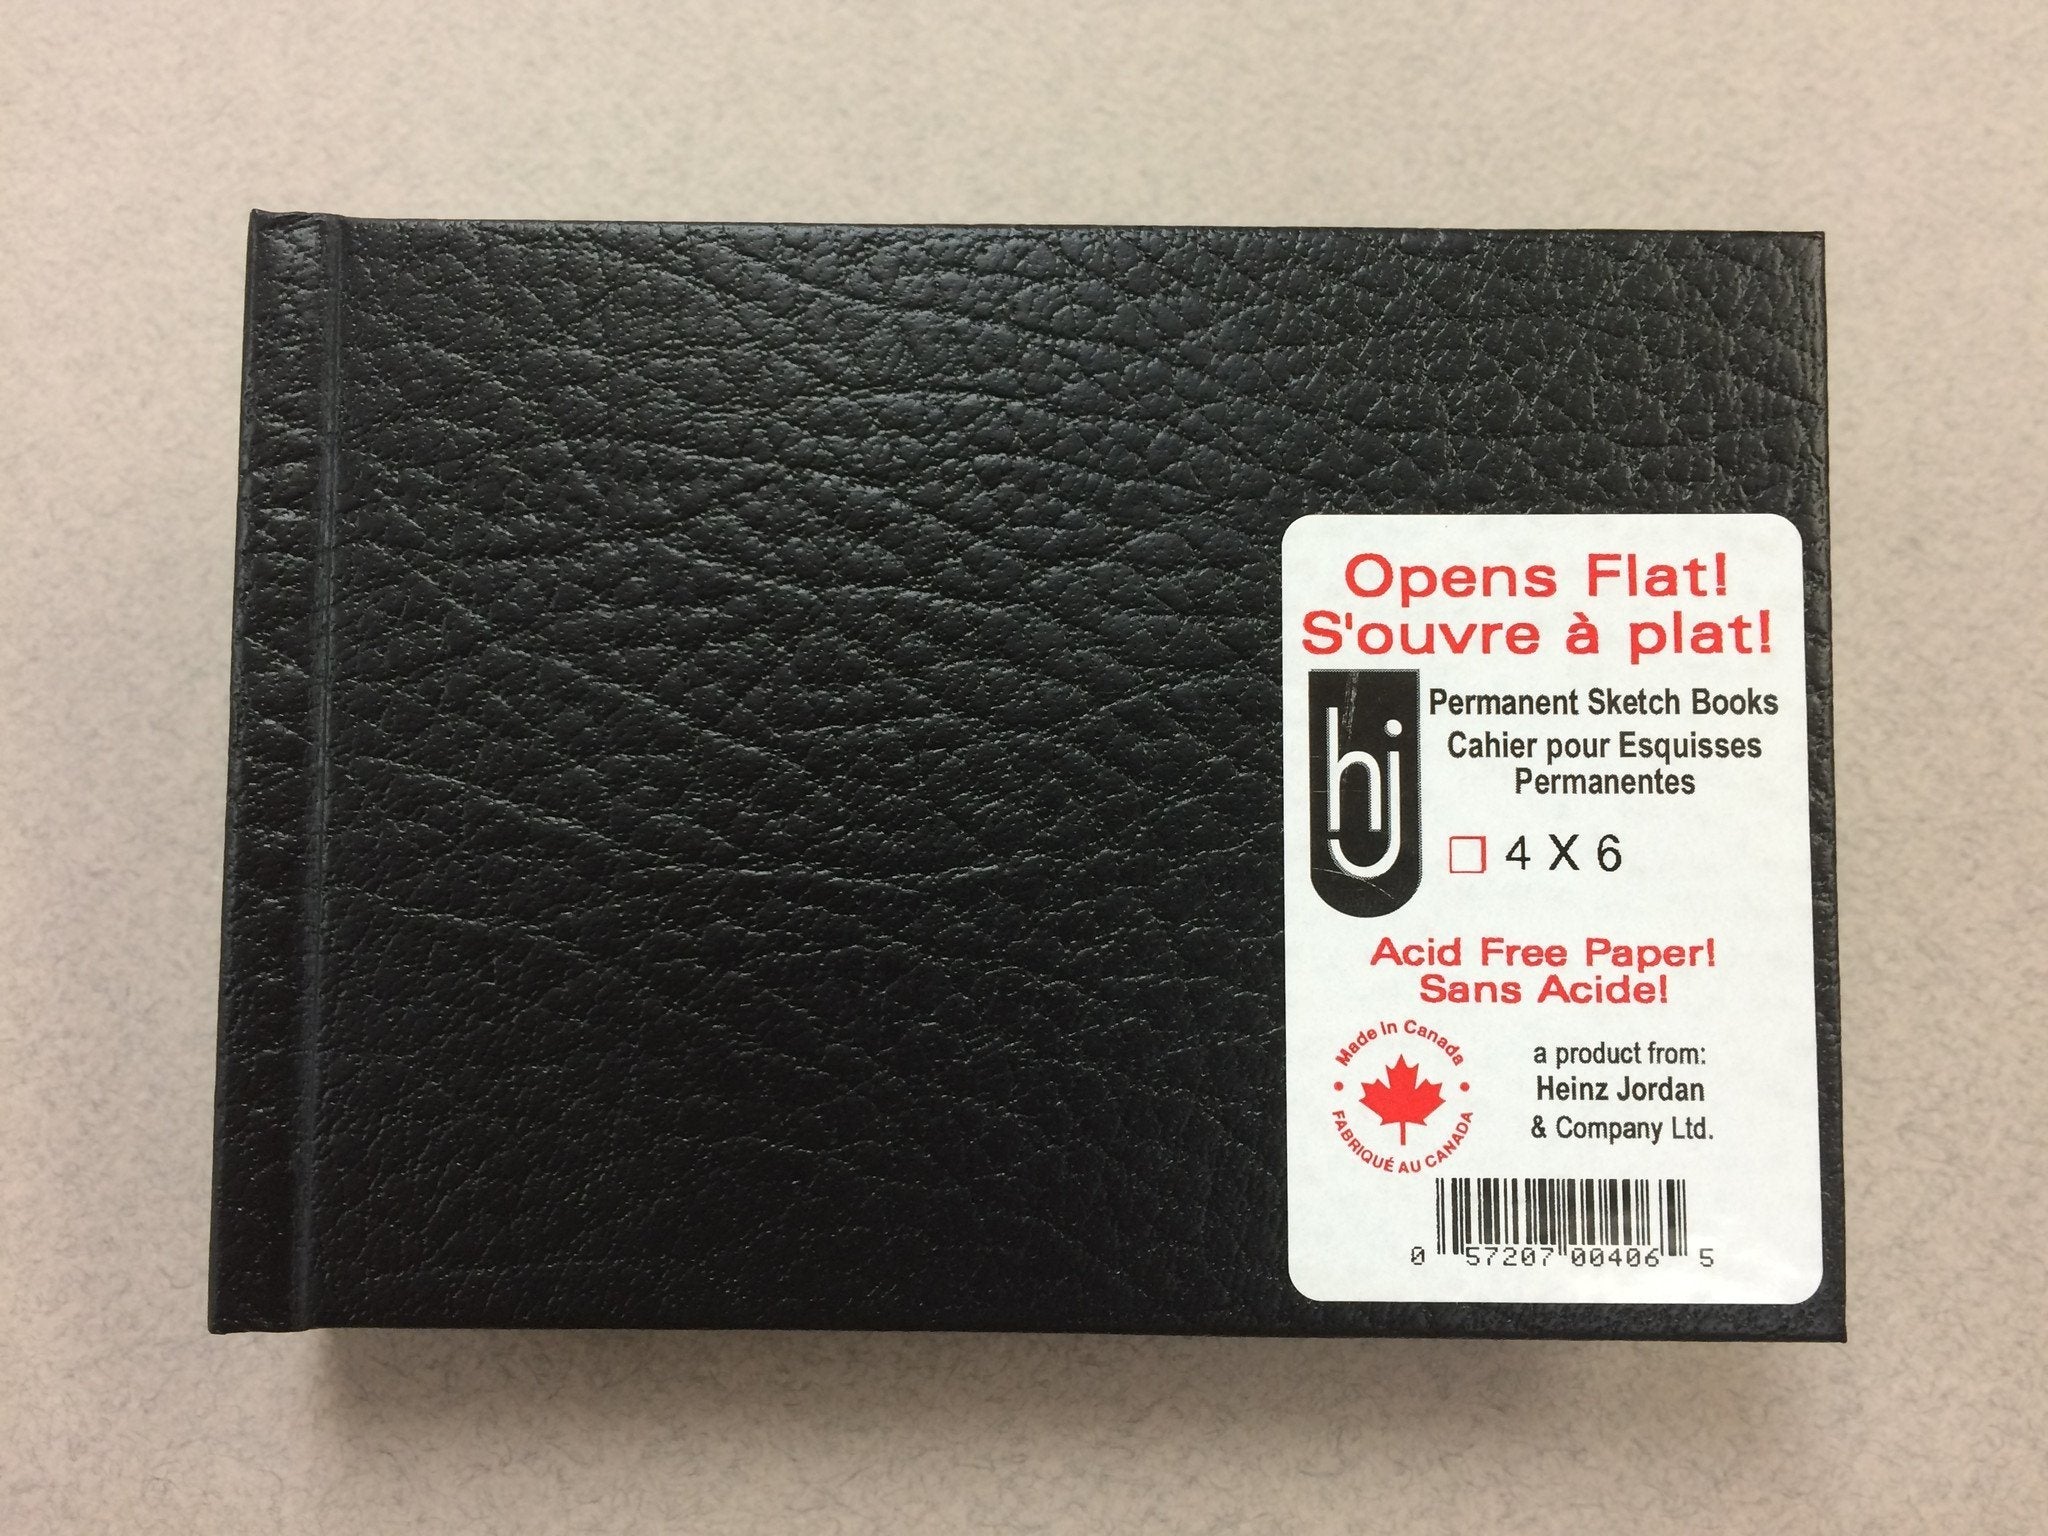 Opens Flat!
S'ouvre à plat!
hj
Permanent Sketch Books
Cahier pour Esquisses
Permanentes
4 X 6
Acid Free Paper!
Sans Acide!
Made in Canada
FABRIQUÉ AU CANADA
a product from:
Heinz Jordan
& Company Ltd.
0 57207 00406 5